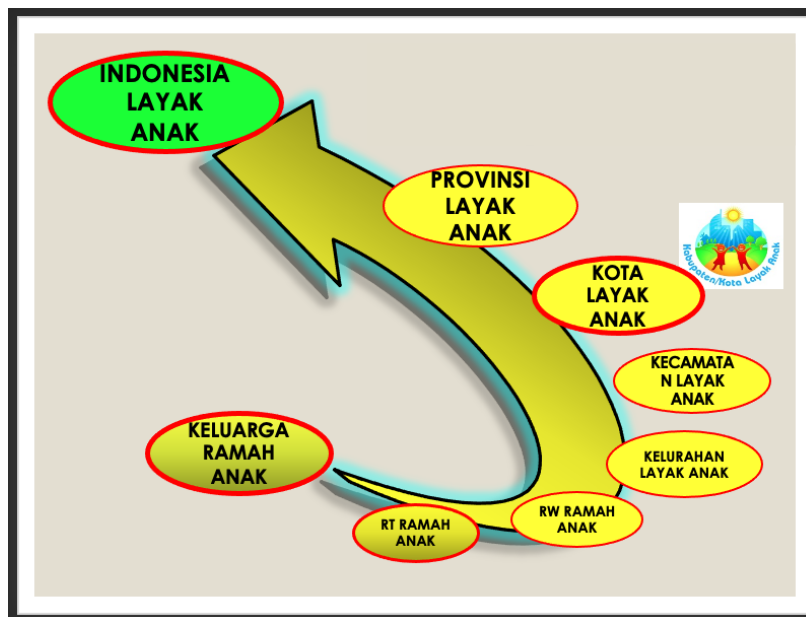 INDONESIA
LAYAK
ANAK
PROVINSI
LAYAK
ANAK
Kabupaten/Kota Layak Anak
KOTA
LAYAK
ANAK
KECAMATA
N LAYAK
ANAK
KELUARGA
RAMAH
ANAK
KELURAHAN
LAYAK ANAK
RT RAMAH
ANAK
RW RAMAH
ANAK